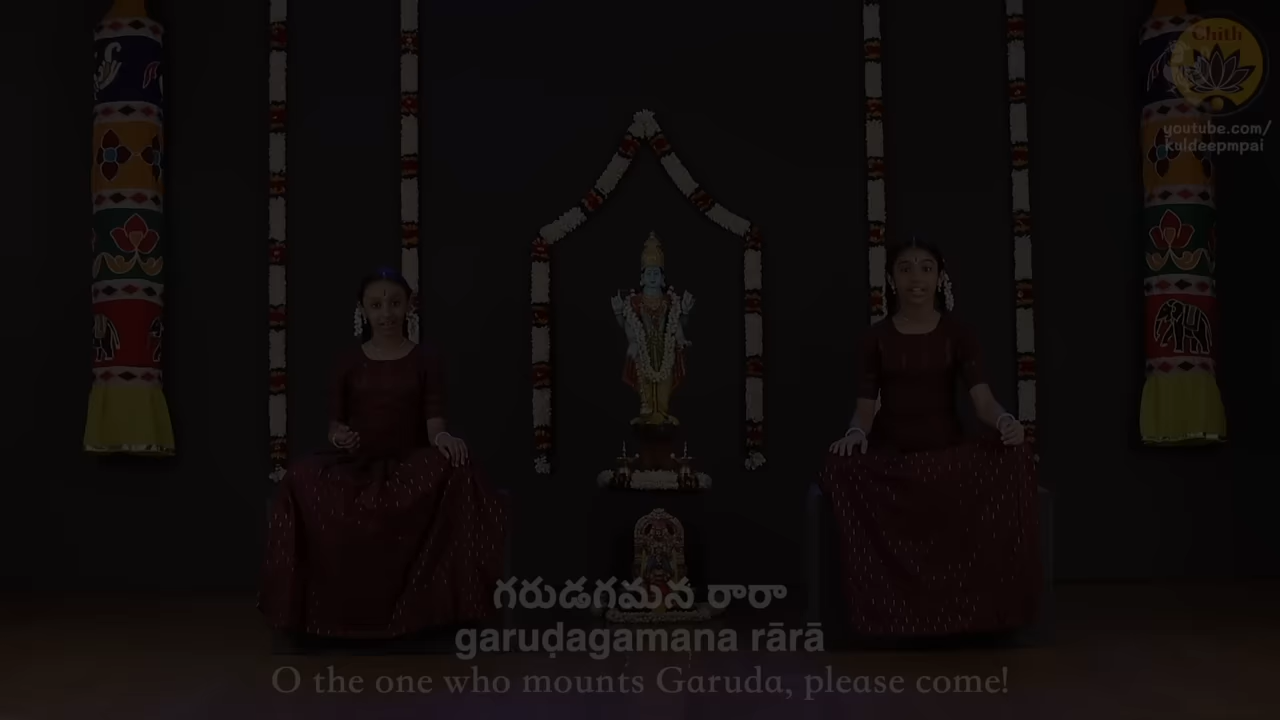 Chith
youtube.com/
kuldeepmpai
గరుడగమన రారా
garuḍagamana rārā
O the one who mounts Garuda, please come!